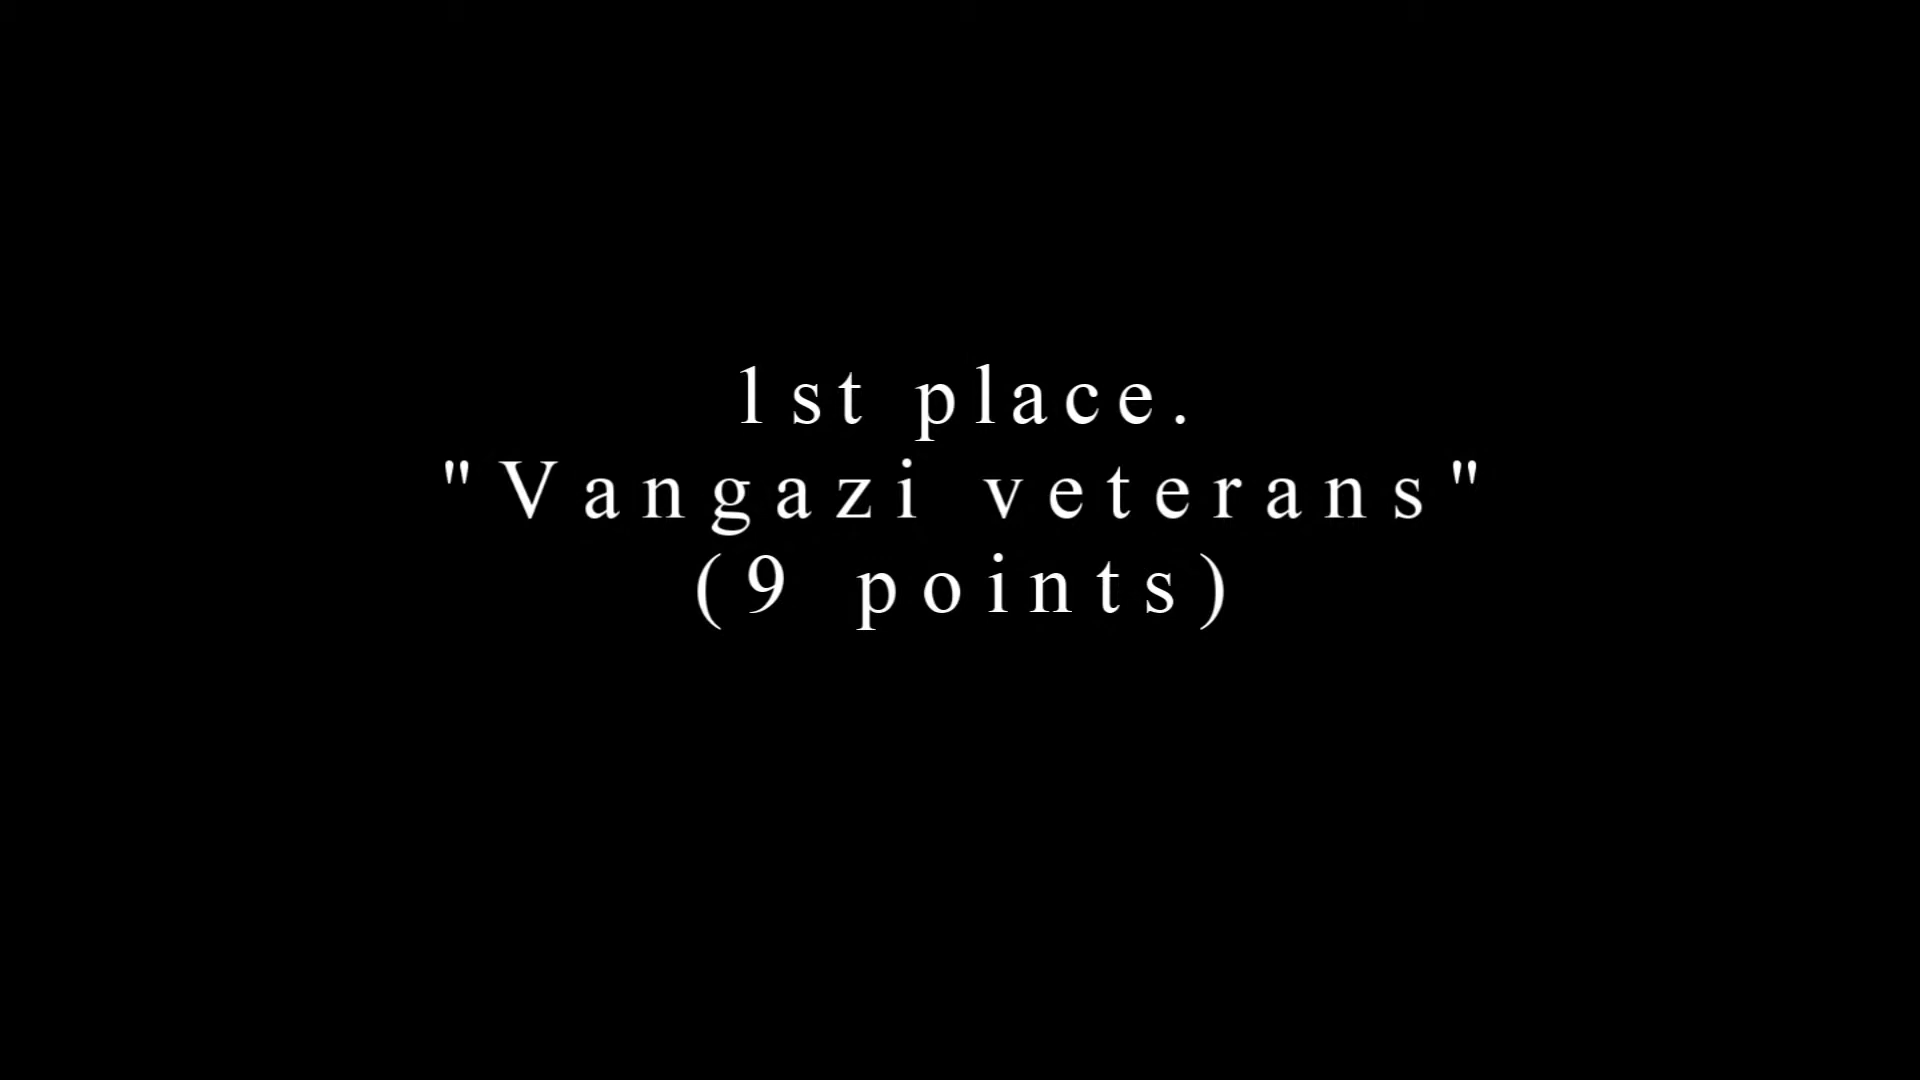 1st place.
"Vangazi veterans"
(9 points)